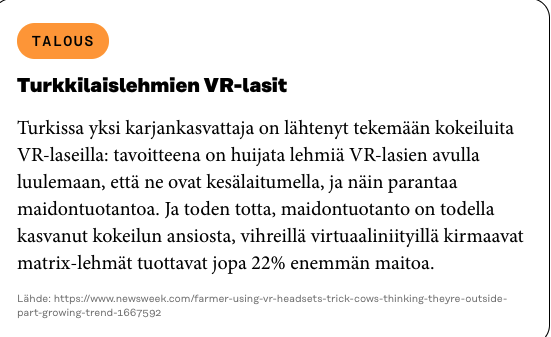 TALOUS
Turkkilaislehmien VR-lasit
Turkissa yksi karjankasvattaja on lähtenyt tekemään kokeiluita
VR-laseilla: tavoitteena on huijata lehmiä VR-lasien avulla
luulemaan, että ne ovat kesälaitumella, ja näin parantaa
maidontuotantoa. Ja toden totta, maidontuotanto on todella
kasvanut kokeilun ansiosta, vihreillä virtuaaliniityillä kirmaavat
matrix-lehmät tuottavat jopa 22% enemmän maitoa.
Lähde: https://www.newsweek.com/farmer-using-vr-headsets-trick-cows-thinking-theyre-outside-
part-growing-trend-1667592